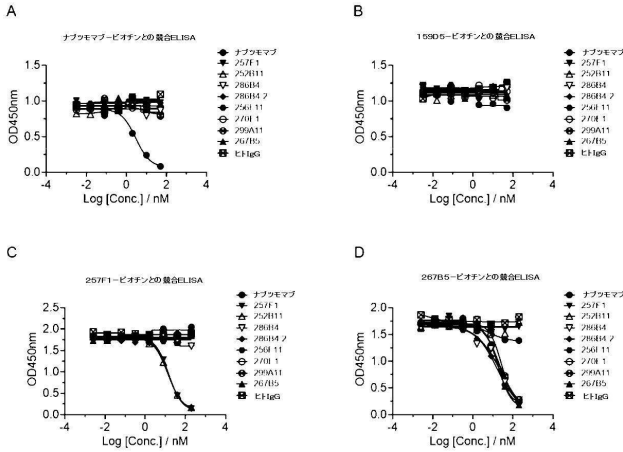 A
ナブツモマブ－ビオチンとの競合ELISA
OD450nm
1.5
1.0
0.5
0.0
-4
-2
0
2
4
Log [Conc.] / nM
ナブツモマブ
257F1
252B11
286B4
286B4-2
256E11
270E1
299A11
267B5
ヒトIgG
B
159D5－ビオチンとの競合ELISA
OD450nm
1.5
1.0
0.5
0.0
-4
-2
0
2
4
Log [Conc.] / nM
ナブツモマブ
257F1
252B11
286B4
286B4-2
256E11
270E1
299A11
267B5
ヒトIgG
C
257F1－ビオチンとの競合ELISA
OD450nm
2.5
2.0
1.5
1.0
0.5
0.0
-4
-2
0
2
4
Log [Conc.] / nM
ナブツモマブ
257F1
252B11
286B4
286B4-2
256E11
270E1
299A11
267B5
ヒトIgG
D
267B5－ビオチンとの競合ELISA
OD450nm
2.0
1.5
1.0
0.5
0.0
-4
-2
0
2
4
Log [Conc.] / nM
ナブツモマブ
257F1
252B11
286B4
286B4-2
256E11
270E1
299A11
267B5
ヒトIgG